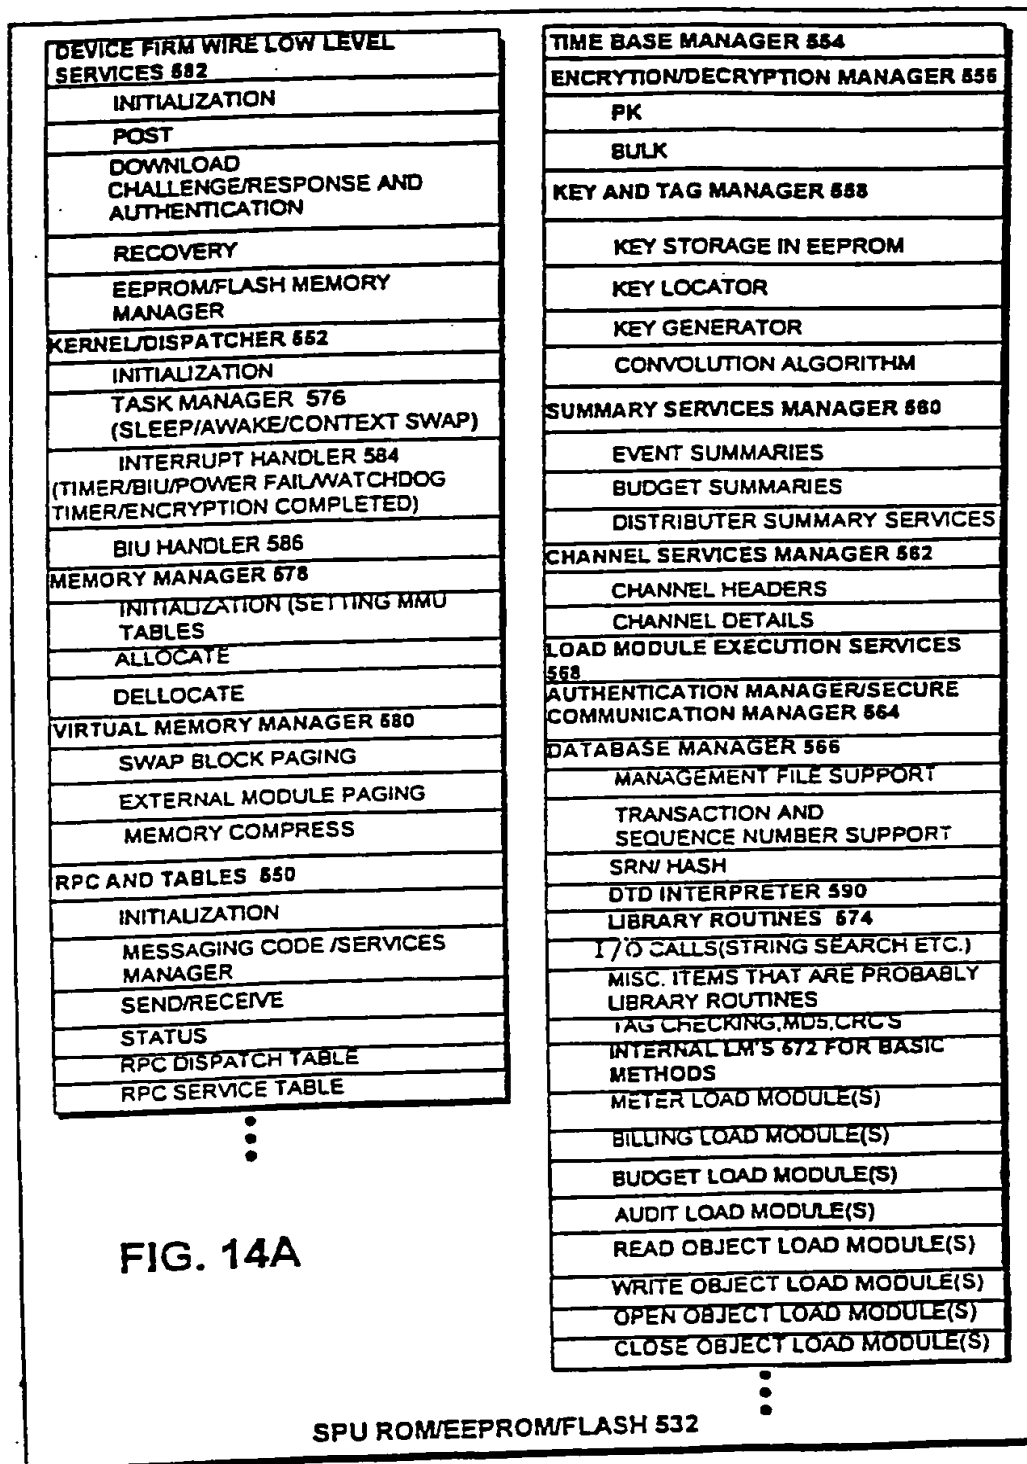 DEVICE FIRM WIRE LOW LEVEL
SERVICES 582
INITIALIZATION
POST
DOWNLOAD
CHALLENGE/RESPONSE AND
AUTHENTICATION
RECOVERY
EEPROM/FLASH MEMORY
MANAGER
KERNEL/DISPATCHER 552
INITIALIZATION
TASK MANAGER 576
(SLEEP/AWAKE/CONTEXT SWAP)
INTERRUPT HANDLER 584
(TIMER/BIU/POWER FAIL/WATCHDOG
TIMER/ENCRYPTION COMPLETED)
BIU HANDLER 586
MEMORY MANAGER 578
INITIALIZATION (SETTING MMU
TABLES
ALLOCATE
DELLOCATE
VIRTUAL MEMORY MANAGER 580
SWAP BLOCK PAGING
EXTERNAL MODULE PAGING
MEMORY COMPRESS
RPC AND TABLES 550
INITIALIZATION
MESSAGING CODE /SERVICES
MANAGER
SEND/RECEIVE
STATUS
RPC DISPATCH TABLE
RPC SERVICE TABLE
TIME BASE MANAGER 554
ENCRYTION/DECRYPTION MANAGER 556
PK
BULK
KEY AND TAG MANAGER 558
KEY STORAGE IN EEPROM
KEY LOCATOR
KEY GENERATOR
CONVOLUTION ALGORITHM
SUMMARY SERVICES MANAGER 560
EVENT SUMMARIES
BUDGET SUMMARIES
DISTRIBUTER SUMMARY SERVICES
CHANNEL SERVICES MANAGER 562
CHANNEL HEADERS
CHANNEL DETAILS
LOAD MODULE EXECUTION SERVICES
568
AUTHENTICATION MANAGER/SECURE
COMMUNICATION MANAGER 564
DATABASE MANAGER 566
MANAGEMENT FILE SUPPORT
TRANSACTION AND
SEQUENCE NUMBER SUPPORT
SRN/ HASH
DTD INTERPRETER 590
LIBRARY ROUTINES 574
I/O CALLS(STRING SEARCH ETC.)
MISC. ITEMS THAT ARE PROBABLY
LIBRARY ROUTINES
TAG CHECKING,MD5,CRC'S
INTERNAL LM'S 572 FOR BASIC
METHODS
METER LOAD MODULE(S)
BILLING LOAD MODULE(S)
BUDGET LOAD MODULE(S)
AUDIT LOAD MODULE(S)
READ OBJECT LOAD MODULE(S)
WRITE OBJECT LOAD MODULE(S)
OPEN OBJECT LOAD MODULE(S)
CLOSE OBJECT LOAD MODULE(S)
FIG. 14A
SPU ROM/EEPROM/FLASH 532